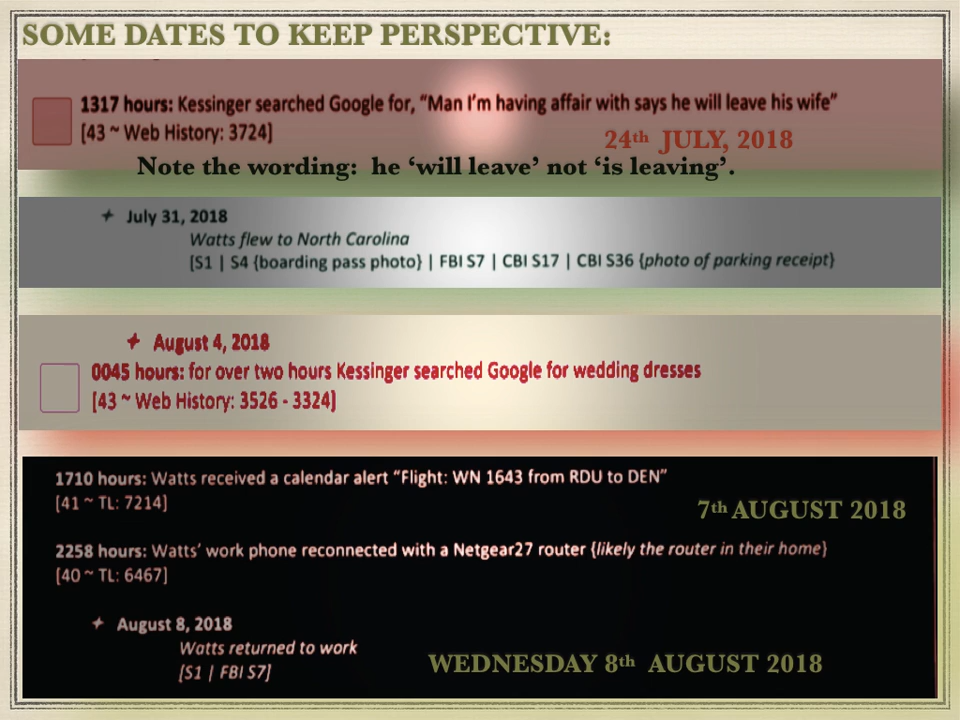 SOME DATES TO KEEP PERSPECTIVE:
1317 hours: Kessinger searched Google for, “Man I’m having affair with says he will leave his wife”
[43 ~ Web History: 3724]
24th JULY, 2018
Note the wording: he ‘will leave’ not ‘is leaving’.
✦ July 31, 2018
Watts flew to North Carolina
[S1 | S4 {boarding pass photo} | FBI S7 | CBI S17 | CBI S36 {photo of parking receipt}
✦ August 4, 2018
0045 hours: for over two hours Kessinger searched Google for wedding dresses
[43 ~ Web History: 3526 - 3324]
1710 hours: Watts received a calendar alert “Flight: WN 1643 from RDU to DEN”
[41 ~ TL: 7214]
7th AUGUST 2018
2258 hours: Watts’ work phone reconnected with a Netgear27 router {likely the router in their home}
[40 ~ TL: 6467]
✦ August 8, 2018
Watts returned to work
[S1 | FBI S7]
WEDNESDAY 8th AUGUST 2018